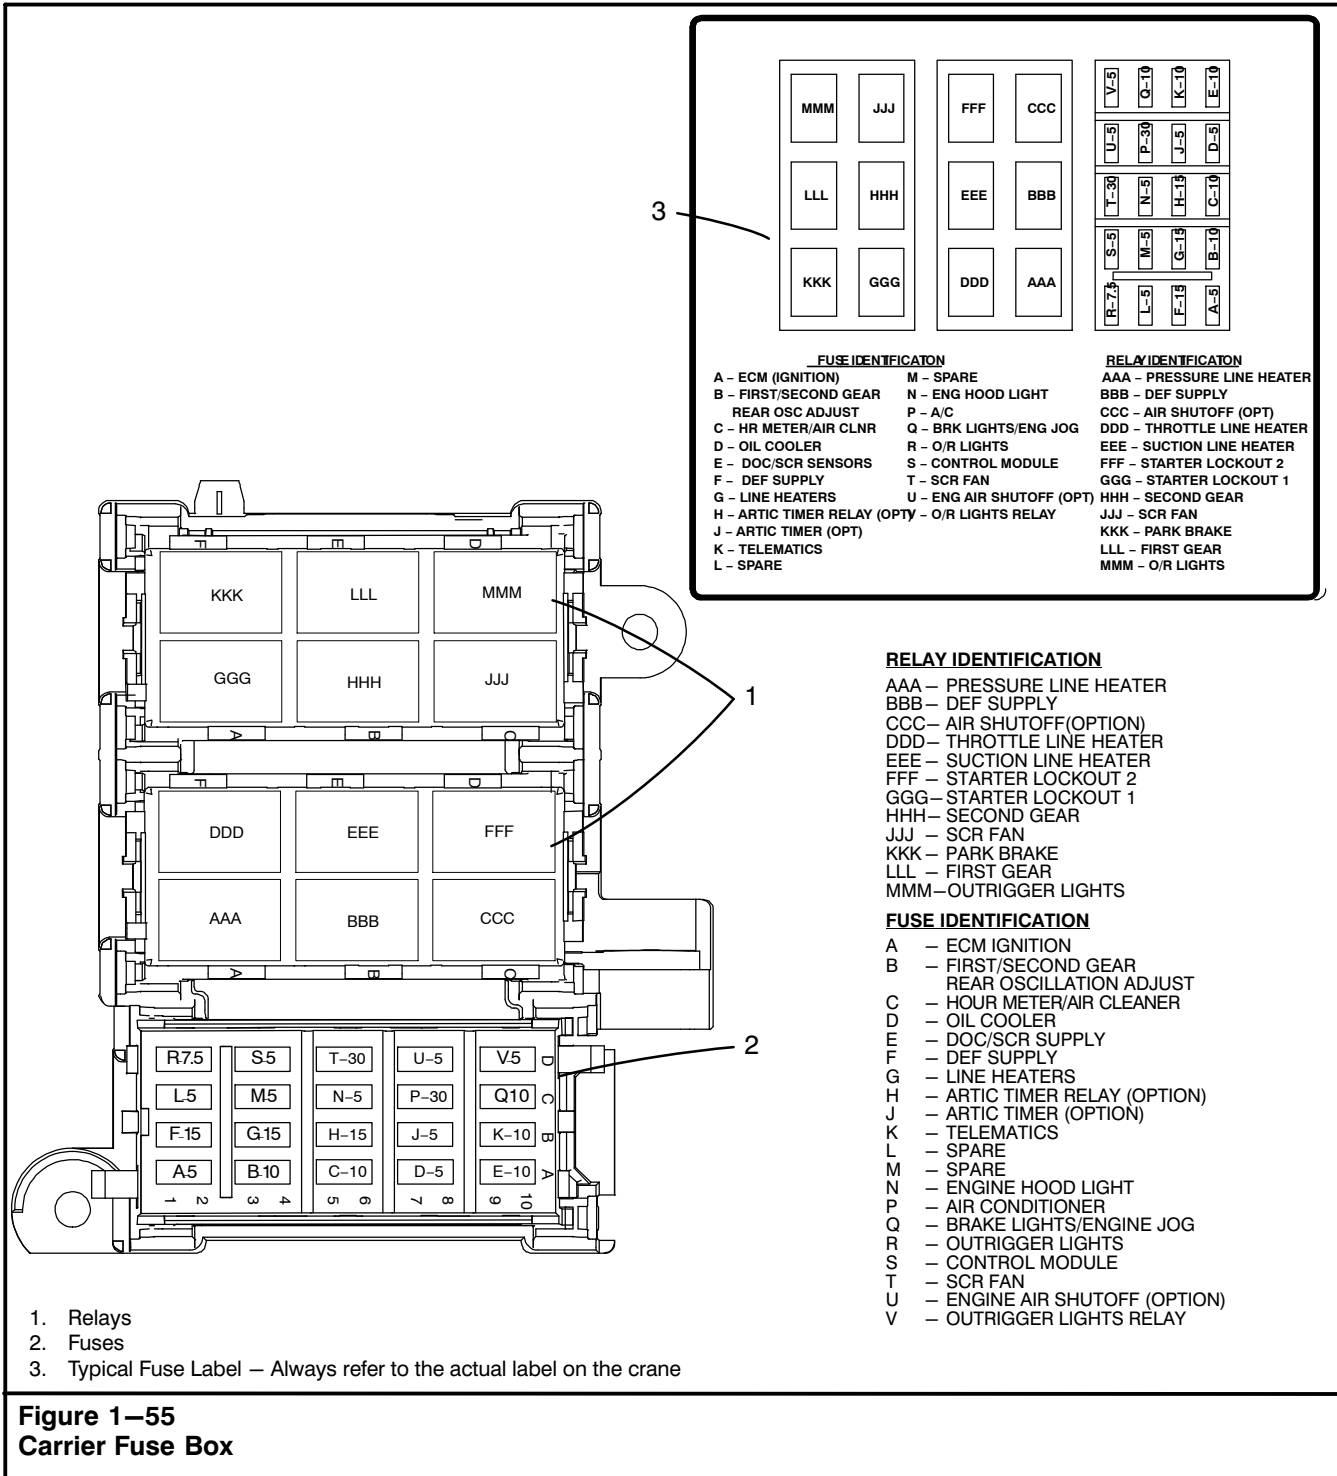 MMM JJJ FFF CCC V–5 Q–10 K–10 E–10
U–5 P–30 J–5 D–5
LLL HHH EEE BBB T–30 N–5 H–15 C–10
S–5 M–5 G–15 B–10
KKK GGG DDD AAA R–7.5 L–5 F–15 A–5
3
FUSE IDENTIFICATON
A – ECM (IGNITION)
B – FIRST/SECOND GEAR
REAR OSC ADJUST
C – HR METER/AIR CLNR
D – OIL COOLER
E – DOC/SCR SENSORS
F – DEF SUPPLY
G – LINE HEATERS
H – ARTIC TIMER RELAY (OPT)
J – ARTIC TIMER (OPT)
K – TELEMATICS
L – SPARE
M – SPARE
N – ENG HOOD LIGHT
P – A/C
Q – BRK LIGHTS/ENG JOG
R – O/R LIGHTS
S – CONTROL MODULE
T – SCR FAN
U – ENG AIR SHUTOFF (OPT)
V – O/R LIGHTS RELAY
RELAY IDENTIFICATON
AAA – PRESSURE LINE HEATER
BBB – DEF SUPPLY
CCC – AIR SHUTOFF (OPT)
DDD – THROTTLE LINE HEATER
EEE – SUCTION LINE HEATER
FFF – STARTER LOCKOUT 2
GGG – STARTER LOCKOUT 1
HHH – SECOND GEAR
JJJ – SCR FAN
KKK – PARK BRAKE
LLL – FIRST GEAR
MMM – O/R LIGHTS
F E D
KKK LLL MMM
GGG HHH JJJ
A B C
1
F E D
DDD EEE FFF
AAA BBB CCC
A B C
2
R-7.5 S-5 T–30 U–5 V-5 D
L-5 M-5 N–5 P–30 Q10 C
F-15 G-15 H–15 J–5 K–10 B
A-5 B-10 C–10 D–5 E–10 A
1 2 3 4 5 6 7 8 9 10
RELAY IDENTIFICATION
AAA – PRESSURE LINE HEATER
BBB – DEF SUPPLY
CCC – AIR SHUTOFF(OPTION)
DDD – THROTTLE LINE HEATER
EEE – SUCTION LINE HEATER
FFF – STARTER LOCKOUT 2
GGG – STARTER LOCKOUT 1
HHH – SECOND GEAR
JJJ – SCR FAN
KKK – PARK BRAKE
LLL – FIRST GEAR
MMM – OUTRIGGER LIGHTS
FUSE IDENTIFICATION
A – ECM IGNITION
B – FIRST/SECOND GEAR
REAR OSCILLATION ADJUST
C – HOUR METER/AIR CLEANER
D – OIL COOLER
E – DOC/SCR SUPPLY
F – DEF SUPPLY
G – LINE HEATERS
H – ARTIC TIMER RELAY (OPTION)
J – ARTIC TIMER (OPTION)
K – TELEMATICS
L – SPARE
M – SPARE
N – ENGINE HOOD LIGHT
P – AIR CONDITIONER
Q – BRAKE LIGHTS/ENGINE JOG
R – OUTRIGGER LIGHTS
S – CONTROL MODULE
T – SCR FAN
U – ENGINE AIR SHUTOFF (OPTION)
V – OUTRIGGER LIGHTS RELAY
1. Relays
2. Fuses
3. Typical Fuse Label – Always refer to the actual label on the crane
Figure 1–55
Carrier Fuse Box